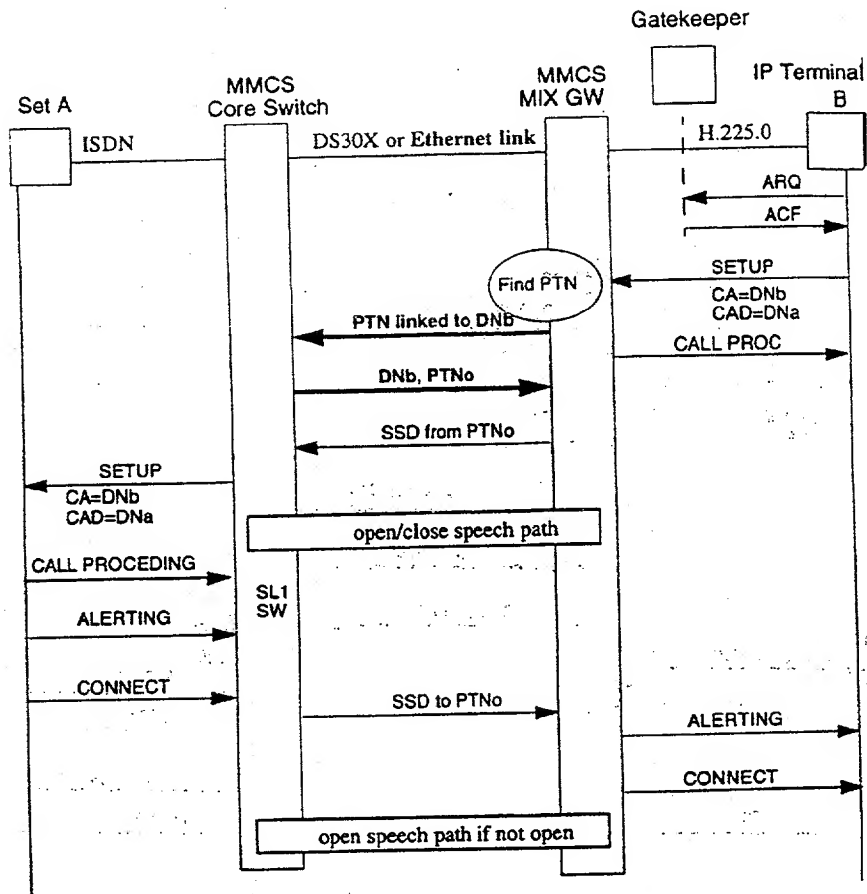 Gatekeeper
MMCS
Core Switch
MMCS
MIX GW
IP Terminal
B
Set A
ISDN
DS30X or Ethernet link
H.225.0
ARQ
ACF
Find PTN
SETUP
CA=DNb
CAD=DNa
PTN linked to DNB
CALL PROC
DNb, PTNo
SSD from PTNo
SETUP
CA=DNb
CAD=DNa
open/close speech path
CALL PROCEDING
SL1
SW
ALERTING
CONNECT
SSD to PTNo
ALERTING
CONNECT
open speech path if not open